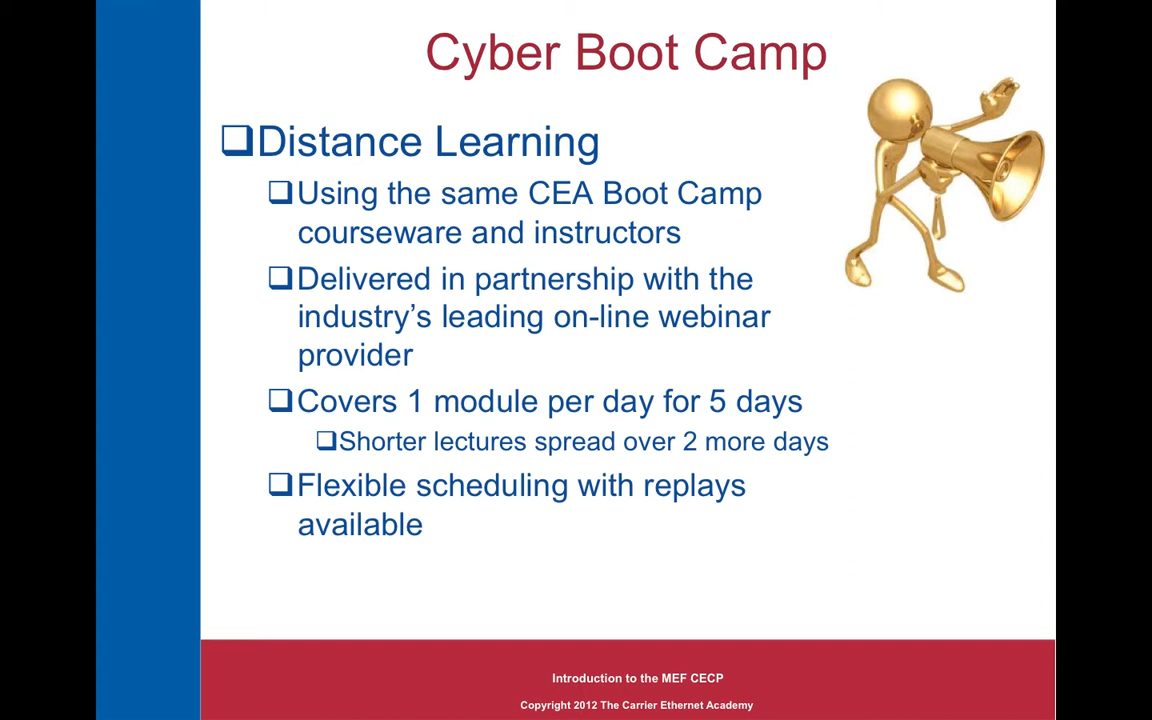 Cyber Boot Camp
❑Distance Learning
❑Using the same CEA Boot Camp
courseware and instructors
❑Delivered in partnership with the
industry’s leading on-line webinar
provider
❑Covers 1 module per day for 5 days
❑Shorter lectures spread over 2 more days
❑Flexible scheduling with replays
available
Introduction to the MEF CECP
Copyright 2012 The Carrier Ethernet Academy